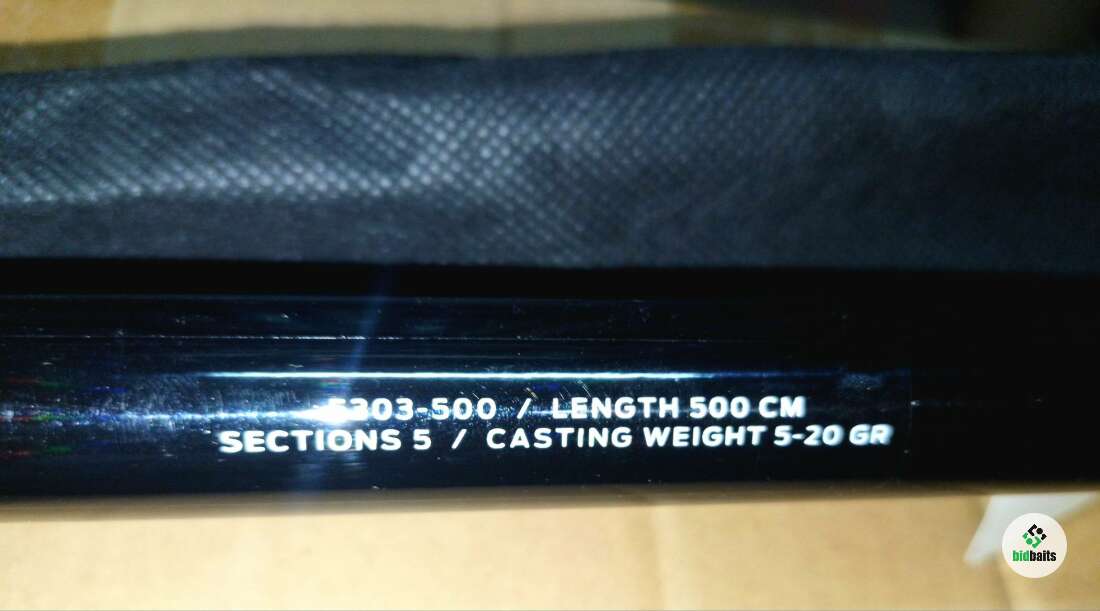 LENGTH 500 CM
SECTIONS 5 / CASTING WEIGHT 5-20 GR
bidbaits